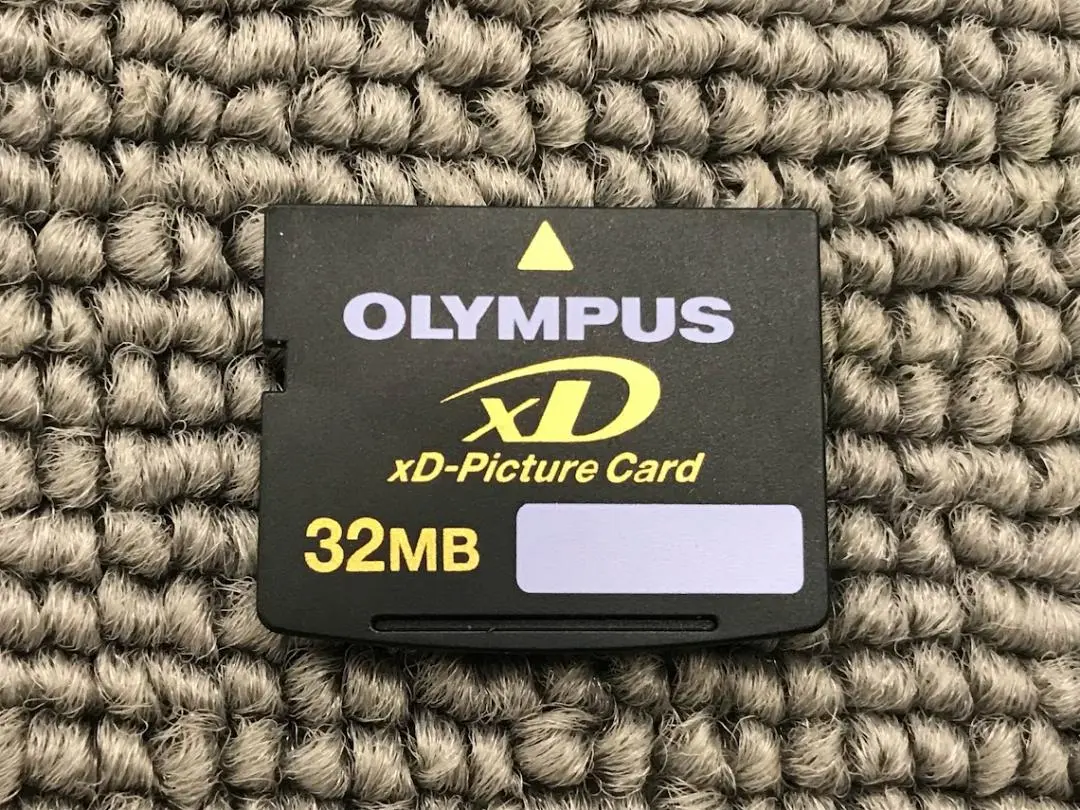 OLYMPUS
xD
xD-Picture Card
32MB